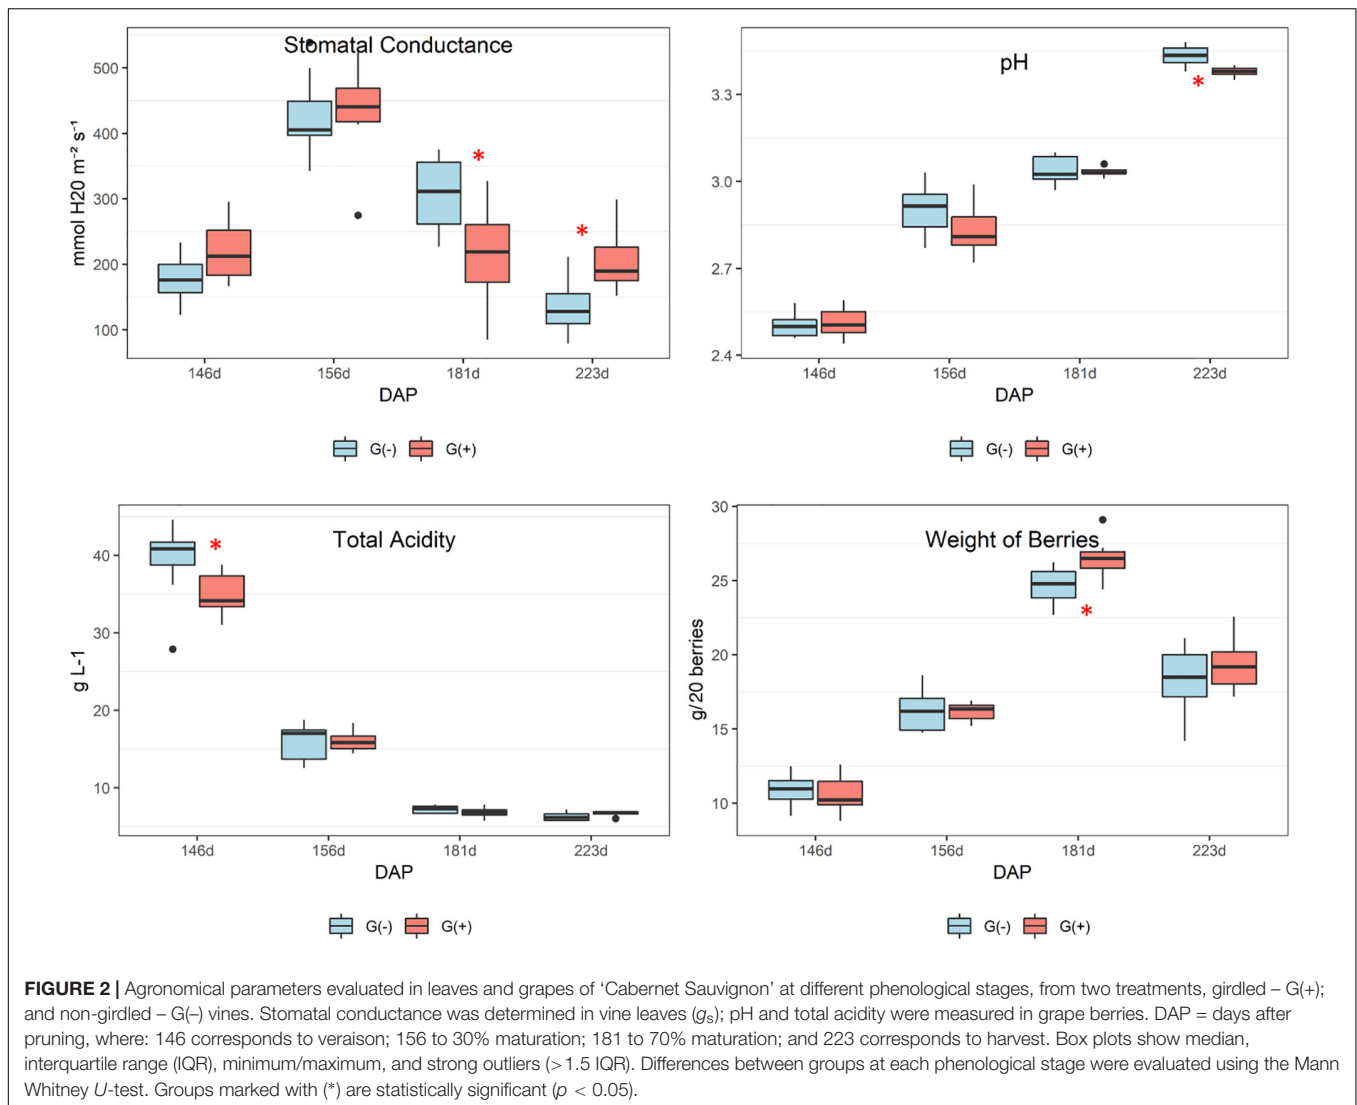 Stomatal Conductance
500
400
300
200
100
mmol H20 m⁻² s⁻¹
*
*
146d 156d 181d 223d
DAP
G(-) G(+)
pH
3.3
3.0
2.7
2.4
*
146d 156d 181d 223d
DAP
G(-) G(+)
Total Acidity
40
30
20
10
g L-1
*
146d 156d 181d 223d
DAP
G(-) G(+)
Weight of Berries
30
25
20
15
10
g/20 berries
*
146d 156d 181d 223d
DAP
G(-) G(+)
FIGURE 2 | Agronomical parameters evaluated in leaves and grapes of ‘Cabernet Sauvignon’ at different phenological stages, from two treatments, girdled – G(+);
and non-girdled – G(–) vines. Stomatal conductance was determined in vine leaves (gs); pH and total acidity were measured in grape berries. DAP = days after
pruning, where: 146 corresponds to veraison; 156 to 30% maturation; 181 to 70% maturation; and 223 corresponds to harvest. Box plots show median,
interquartile range (IQR), minimum/maximum, and strong outliers (>1.5 IQR). Differences between groups at each phenological stage were evaluated using the Mann
Whitney U-test. Groups marked with (*) are statistically significant (p < 0.05).